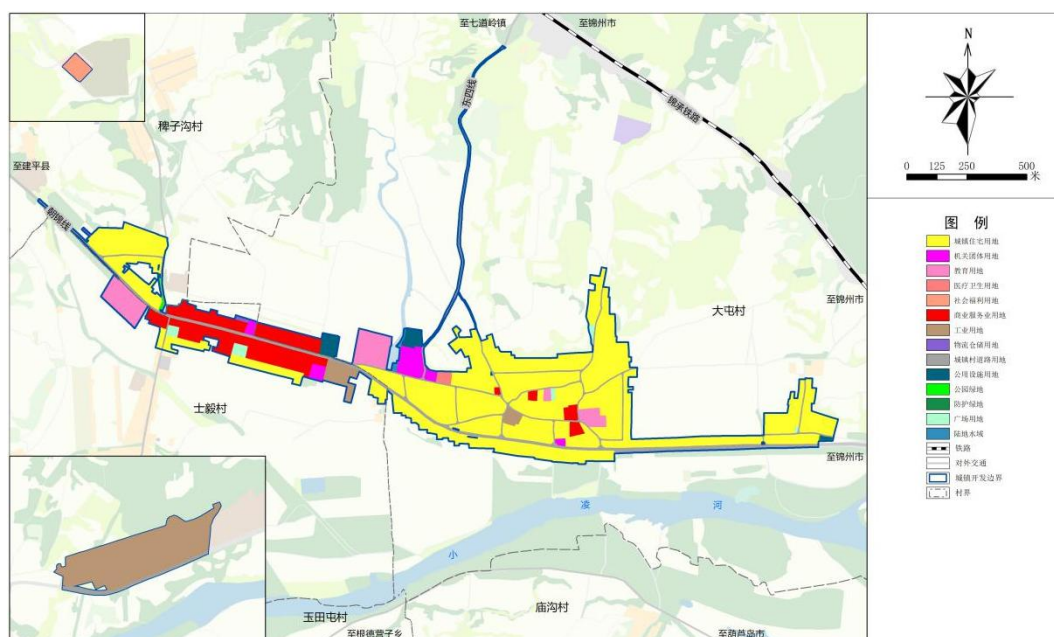 至七道岭镇
至锦州市
东四线
锦承铁路
稗子沟村
至建平县
朝锦线
大屯村
至锦州市
士毅村
至锦州市
凌
河
小
玉田屯村
庙沟村
至根德营子乡
至葫芦岛市
N
0 125 250 500
米
图 例
城镇住宅用地
机关团体用地
教育用地
医疗卫生用地
社会福利用地
商业服务业用地
工业用地
物流仓储用地
城镇村道路用地
公用设施用地
公园绿地
防护绿地
广场用地
陆地水域
铁路
对外交通
城镇开发边界
村界